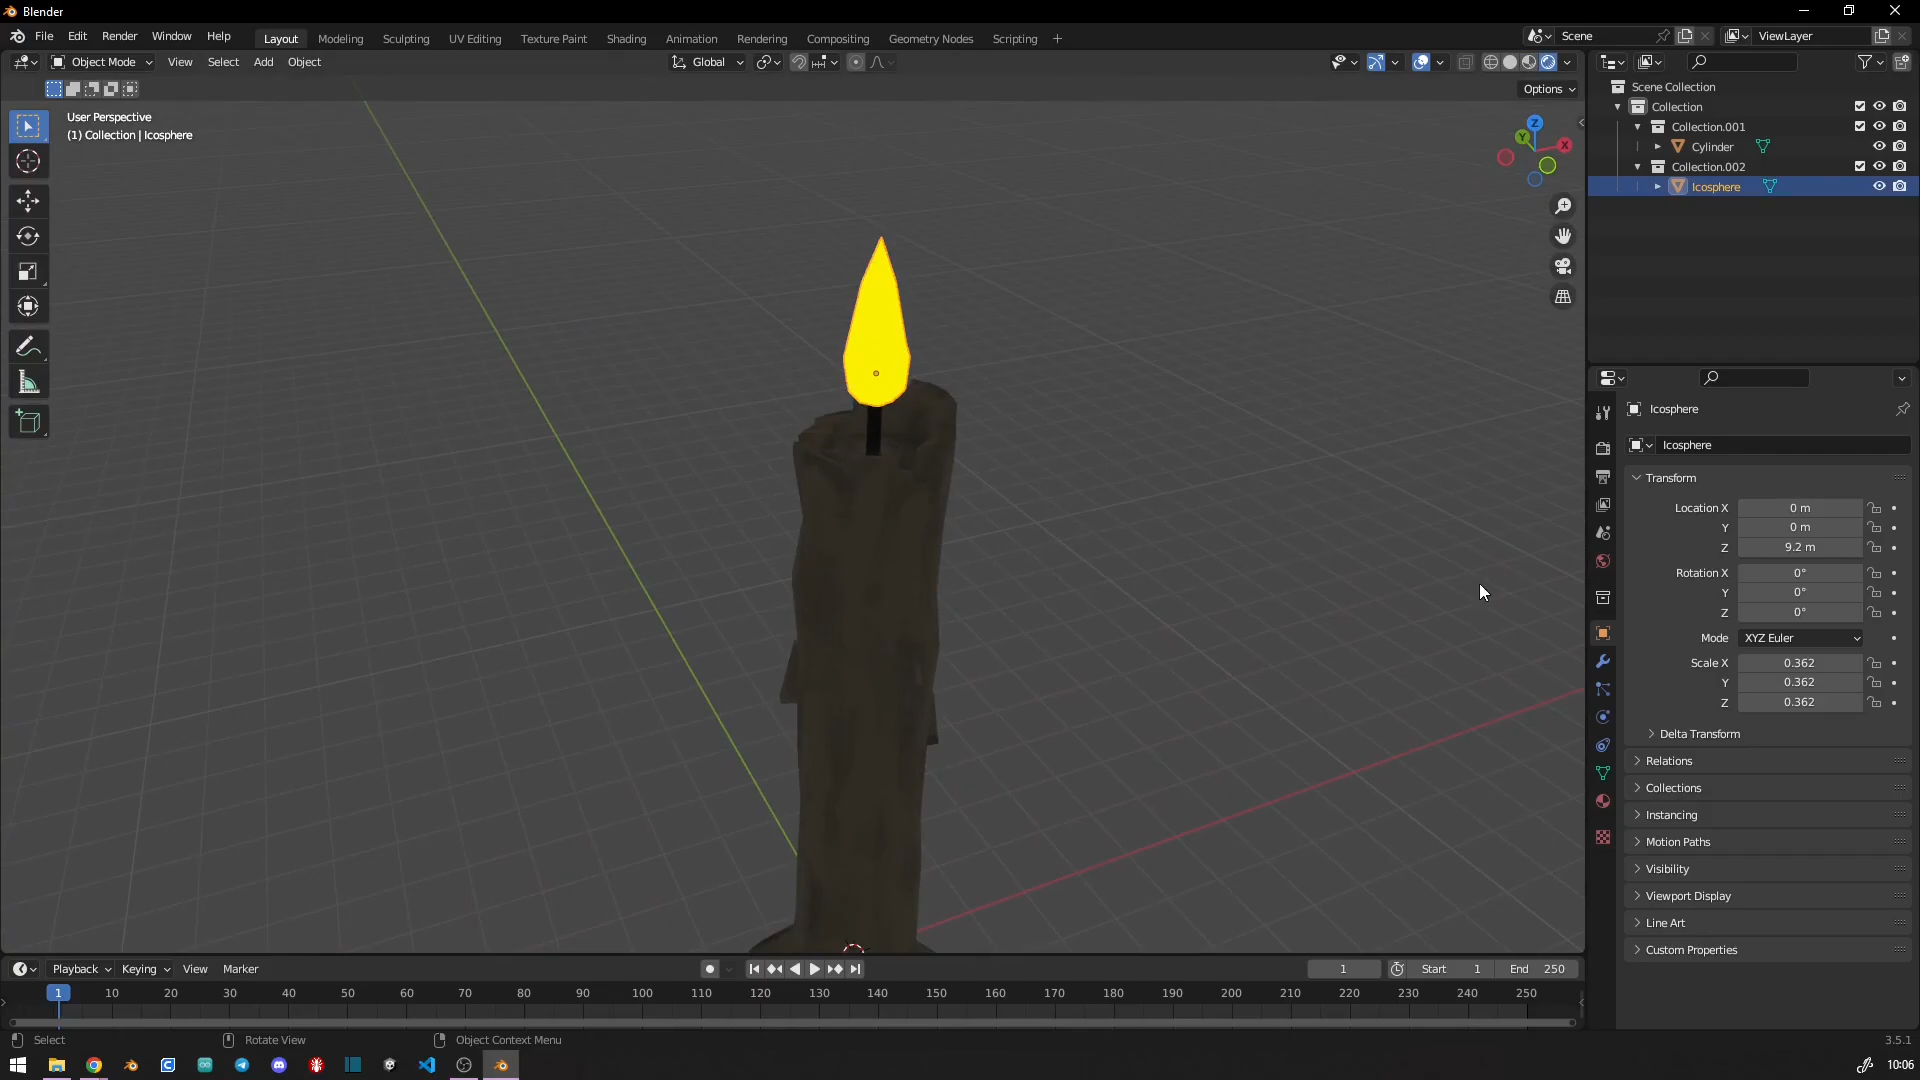 Blender
File Edit Render Window Help
Layout Modeling Sculpting UV Editing Texture Paint Shading Animation Rendering Compositing Geometry Nodes Scripting +
Scene
ViewLayer
Object Mode View Select Add Object
Global
Options
User Perspective
(1) Collection | Icosphere
Z
Y
X
Scene Collection
Collection
Collection.001
Cylinder
Collection.002
Icosphere
Icosphere
Icosphere
Transform
Location X 0 m
Y 0 m
Z 9.2 m
Rotation X 0°
Y 0°
Z 0°
Mode XYZ Euler
Scale X 0.362
Y 0.362
Z 0.362
Delta Transform
Relations
Collections
Instancing
Motion Paths
Visibility
Viewport Display
Line Art
Custom Properties
Playback Keying View Marker
1 Start 1 End 250
1 10 20 30 40 50 60 70 80 90 100 110 120 130 140 150 160 170 180 190 200 210 220 230 240 250
Select Rotate View Object Context Menu
3.5.1
10:06